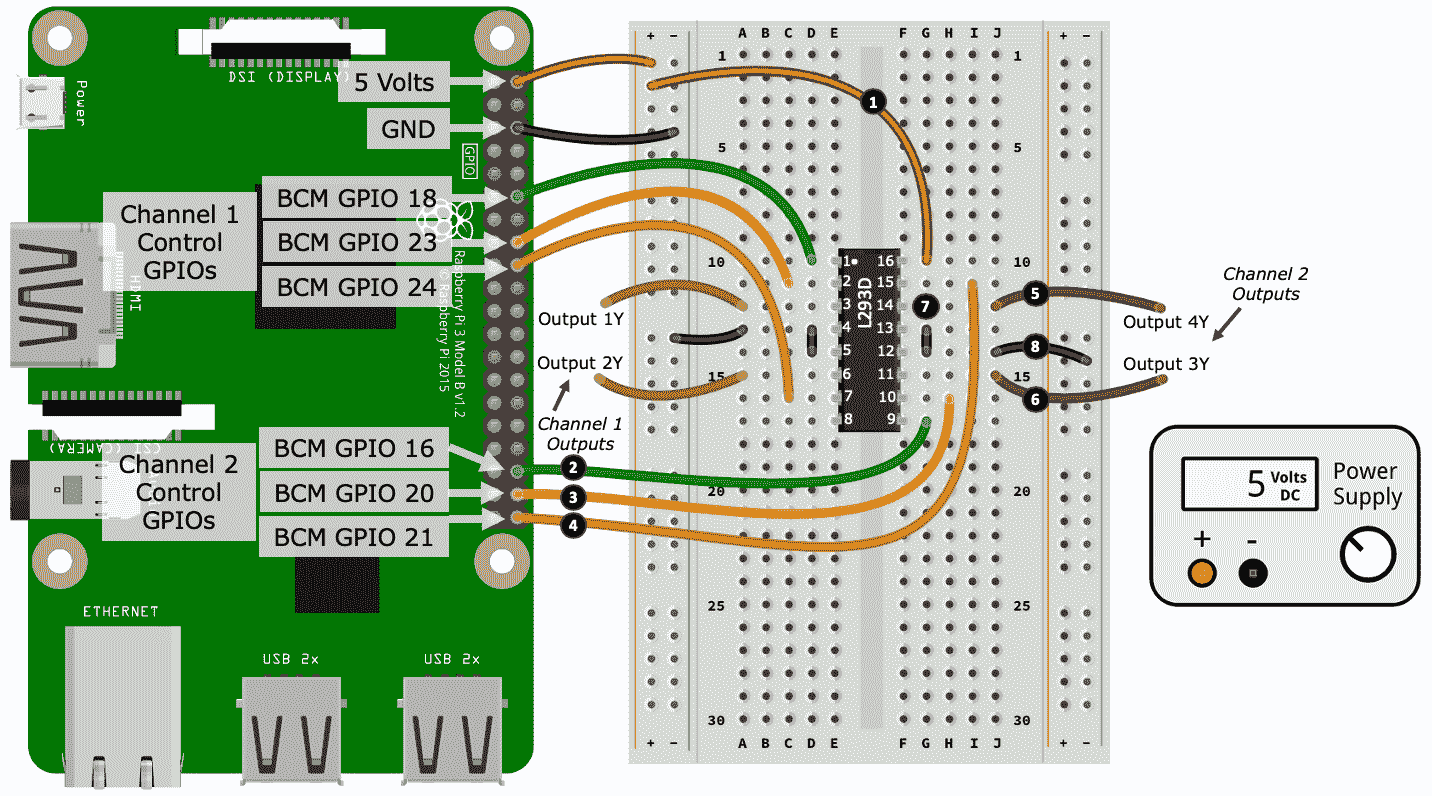 DSI (DISPLAY)
Power
5 Volts
GND
GPIO
BCM GPIO 18
BCM GPIO 23
BCM GPIO 24
Channel 1
Control
GPIOs
HDMI
Raspberry Pi 3 Model B v1.2
© Raspberry Pi 2015
CSI (CAMERA)
BCM GPIO 16
BCM GPIO 20
BCM GPIO 21
Channel 2
Control
GPIOs
ETHERNET
USB 2x
USB 2x
+ −
A B C D E
F G H I J
+ −
1
1
5
5
10
10
15
15
20
20
25
25
30
30
+ −
A B C D E
F G H I J
+ −
L293D
1 16
2 15
3 14
4 13
5 12
6 11
7 10
8 9
1
2
3
4
5
6
7
8
Output 1Y
Output 2Y
Channel 1
Outputs
Channel 2
Outputs
Output 4Y
Output 3Y
5 Volts
DC
Power
Supply
+ -